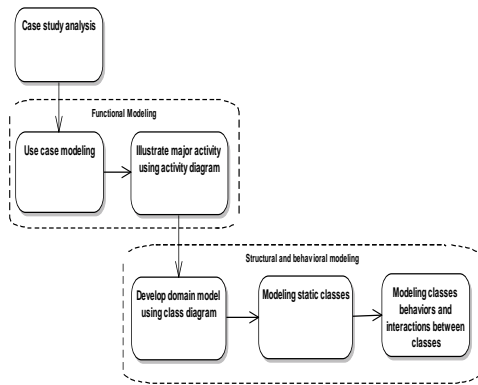 Case study analysis
Functional Modeling
Use case modeling
Illustrate major activity
using activity diagram
Structural and behavioral modeling
Develop domain model
using class diagram
Modeling static classes
Modeling classes
behaviors and
interactions between
classes